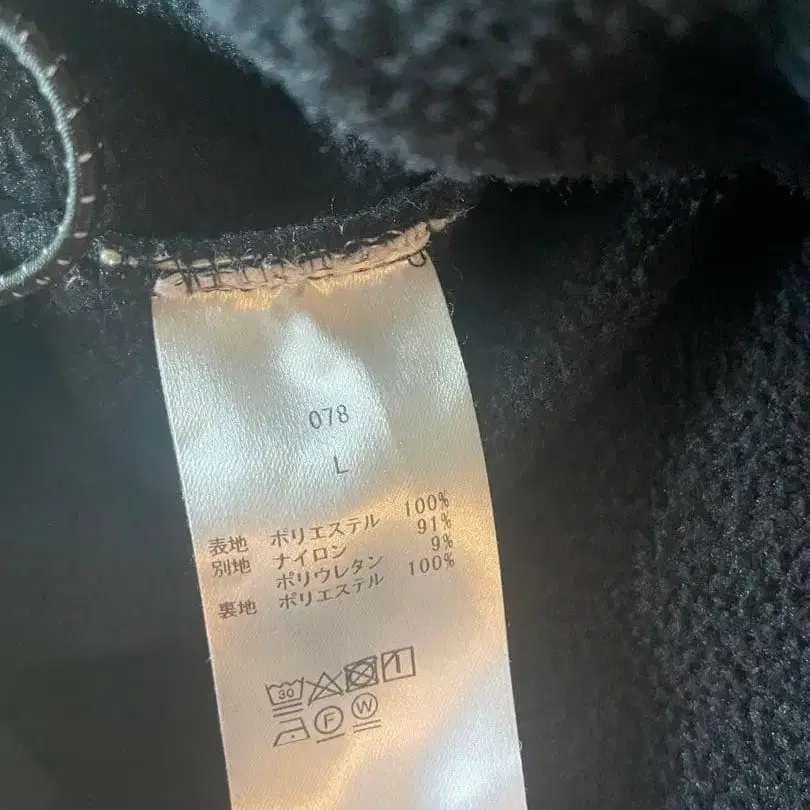 078
L
表地 ポリエステル 100%
別地 ナイロン 91%
ポリウレタン 9%
裏地 ポリエステル 100%
30
F W